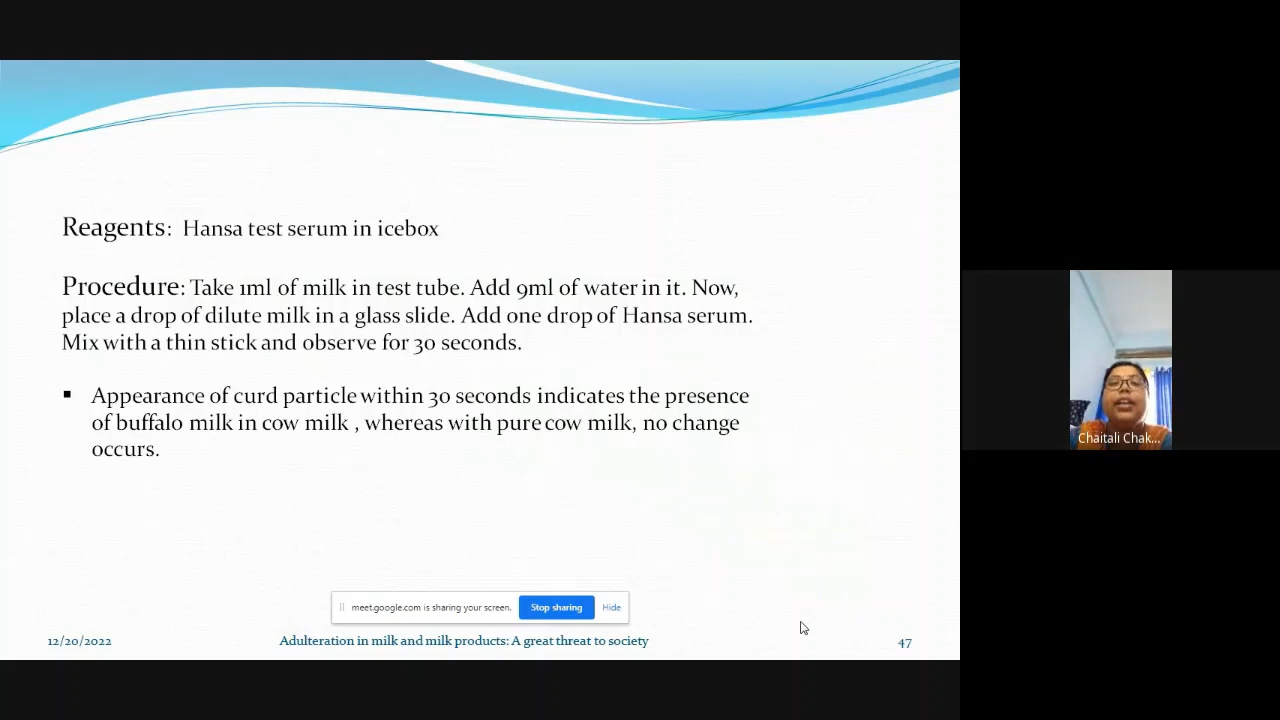 Reagents: Hansa test serum in icebox
Procedure: Take 1ml of milk in test tube. Add 9ml of water in it. Now,
place a drop of dilute milk in a glass slide. Add one drop of Hansa serum.
Mix with a thin stick and observe for 30 seconds.
▪ Appearance of curd particle within 30 seconds indicates the presence
of buffalo milk in cow milk , whereas with pure cow milk, no change
occurs.
Chaitali Chak...
meet.google.com is sharing your screen. Stop sharing Hide
12/20/2022 Adulteration in milk and milk products: A great threat to society 47